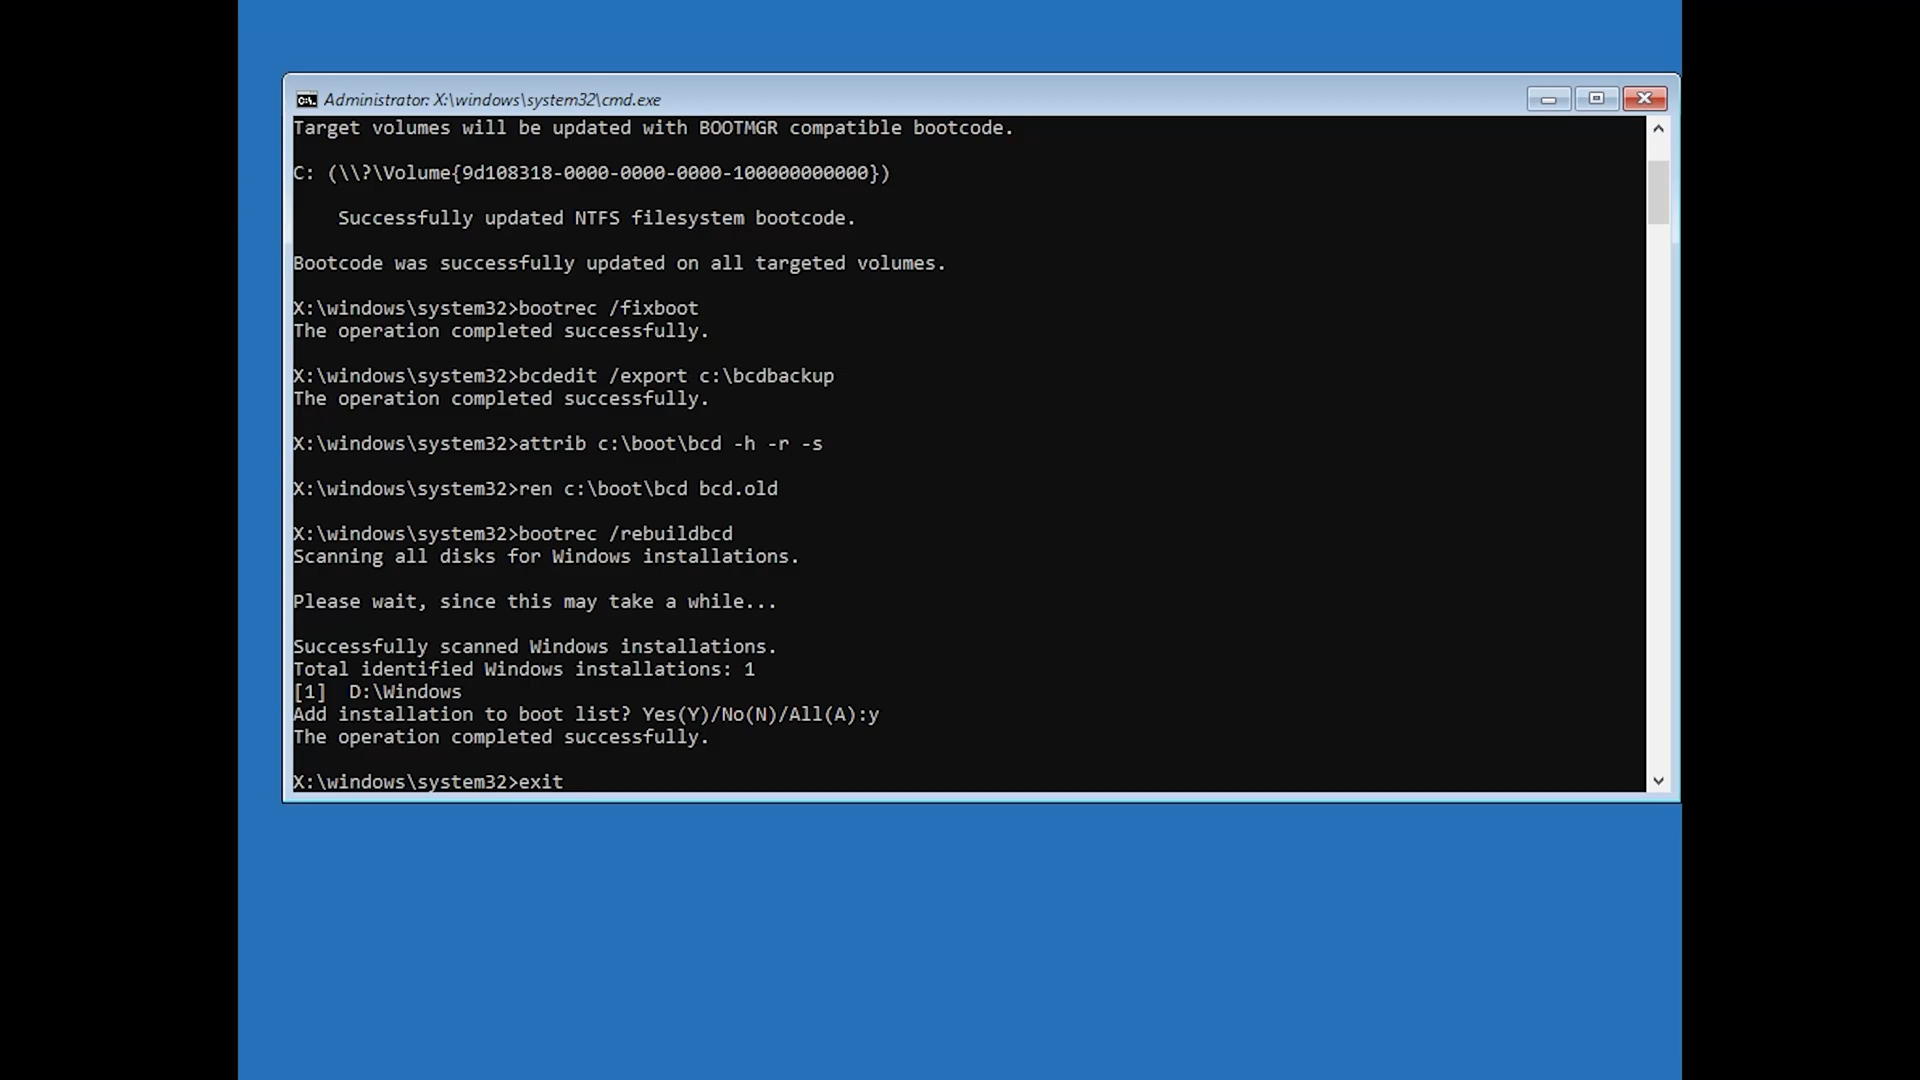 Administrator: X:\windows\system32\cmd.exe
Target volumes will be updated with BOOTMGR compatible bootcode.
C: (\\?\Volume{9d108318-0000-0000-0000-100000000000})
Successfully updated NTFS filesystem bootcode.
Bootcode was successfully updated on all targeted volumes.
X:\windows\system32>bootrec /fixboot
The operation completed successfully.
X:\windows\system32>bcdedit /export c:\bcdbackup
The operation completed successfully.
X:\windows\system32>attrib c:\boot\bcd -h -r -s
X:\windows\system32>ren c:\boot\bcd bcd.old
X:\windows\system32>bootrec /rebuildbcd
Scanning all disks for Windows installations.
Please wait, since this may take a while...
Successfully scanned Windows installations.
Total identified Windows installations: 1
[1]  D:\Windows
Add installation to boot list? Yes(Y)/No(N)/All(A):y
The operation completed successfully.
X:\windows\system32>exit